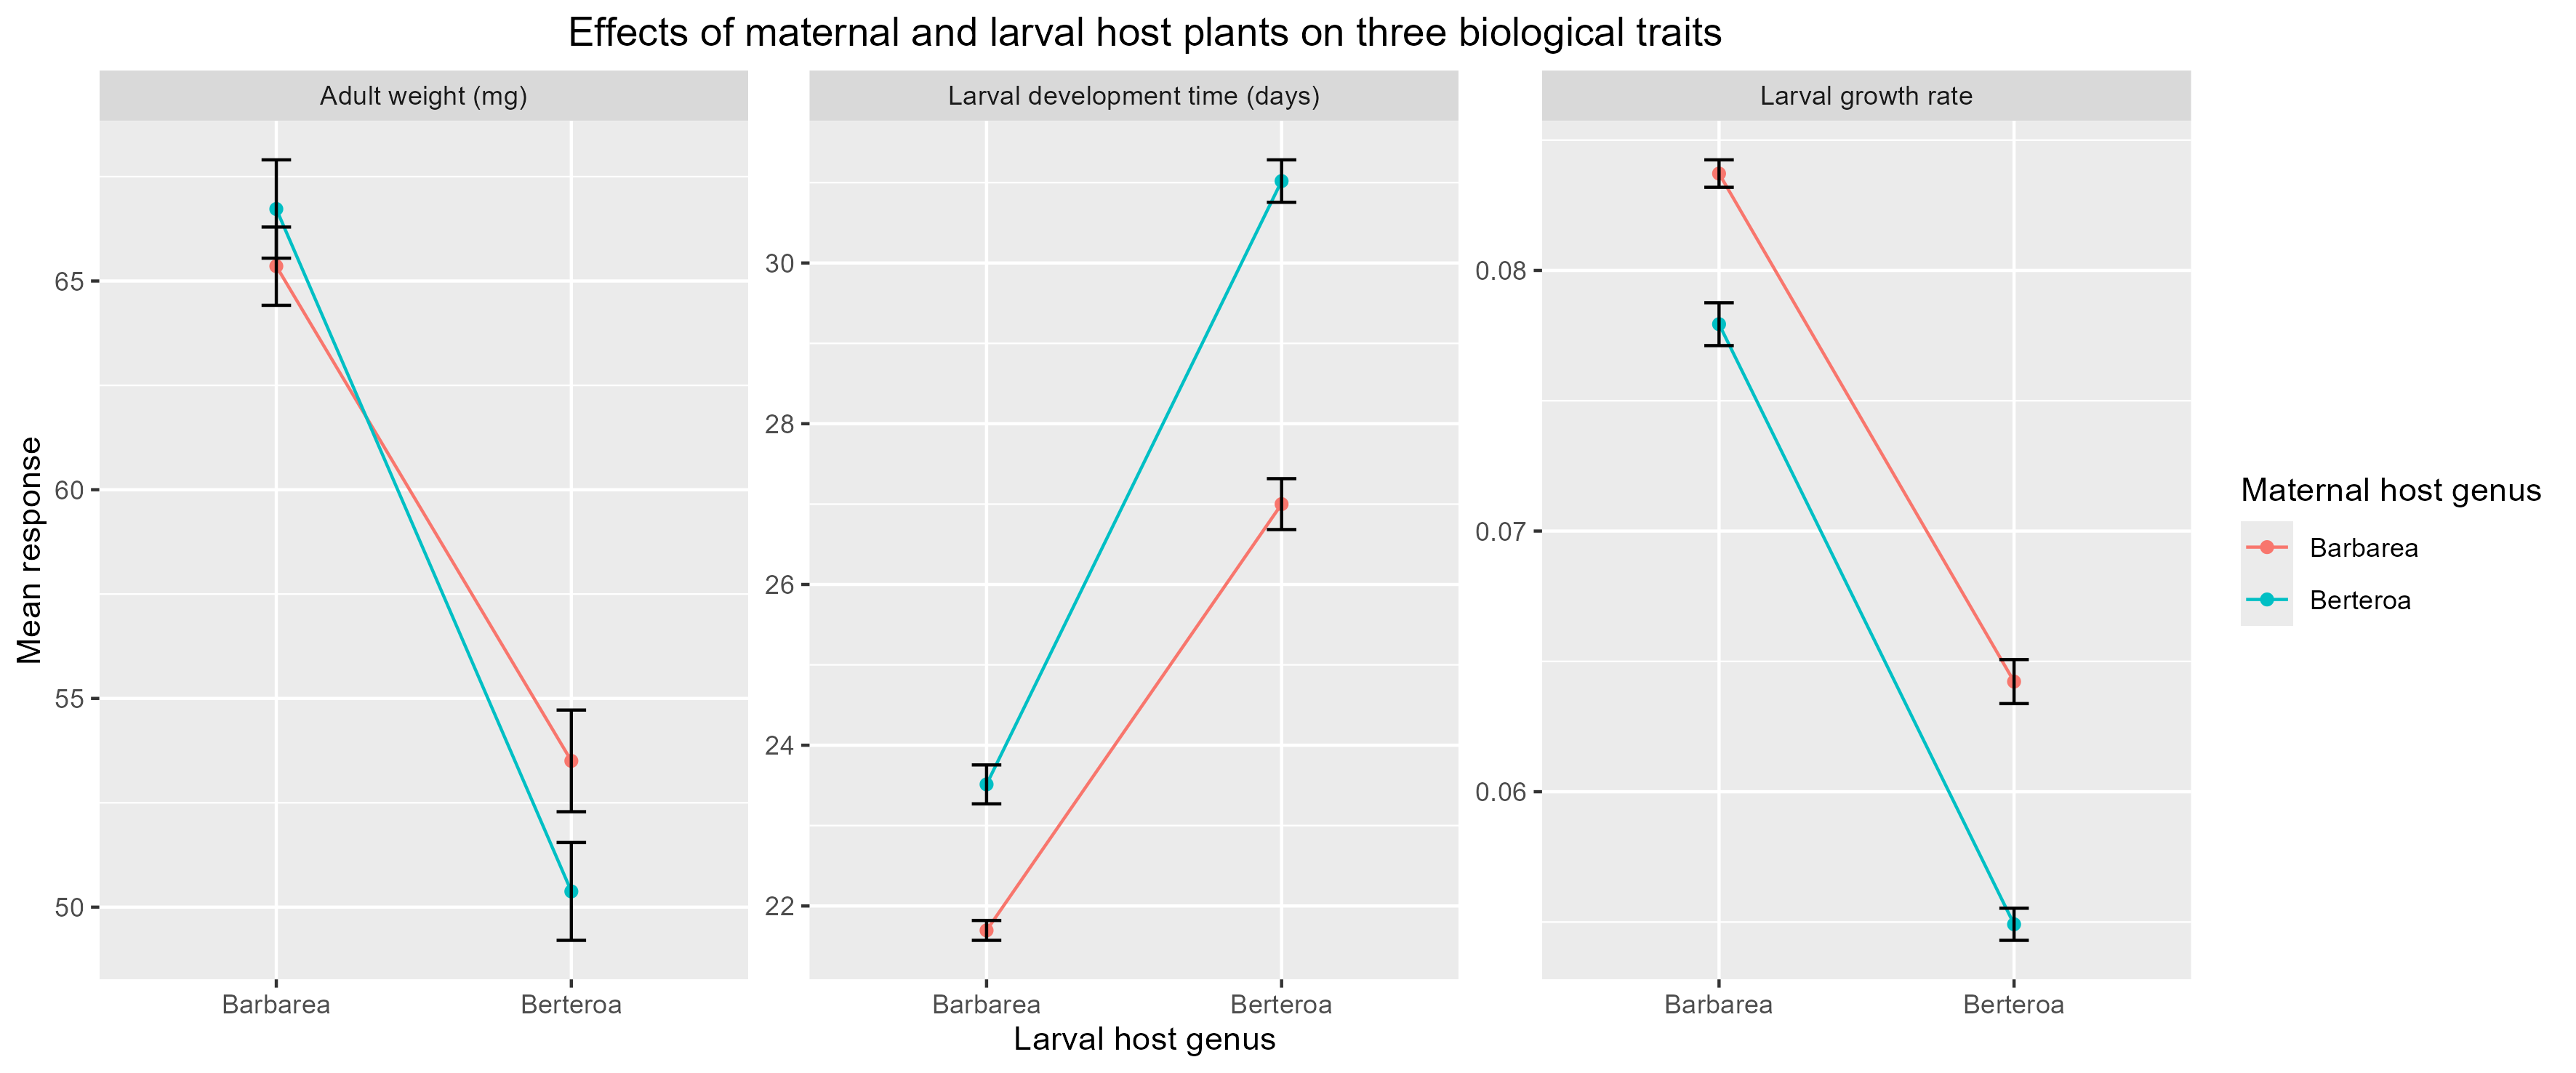 Effects of maternal and larval host plants on three biological traits
Adult weight (mg)
Larval development time (days)
Larval growth rate
Mean response
65
60
55
50
30
28
26
24
22
0.08
0.07
0.06
Barbarea
Berteroa
Barbarea
Berteroa
Barbarea
Berteroa
Larval host genus
Maternal host genus
Barbarea
Berteroa